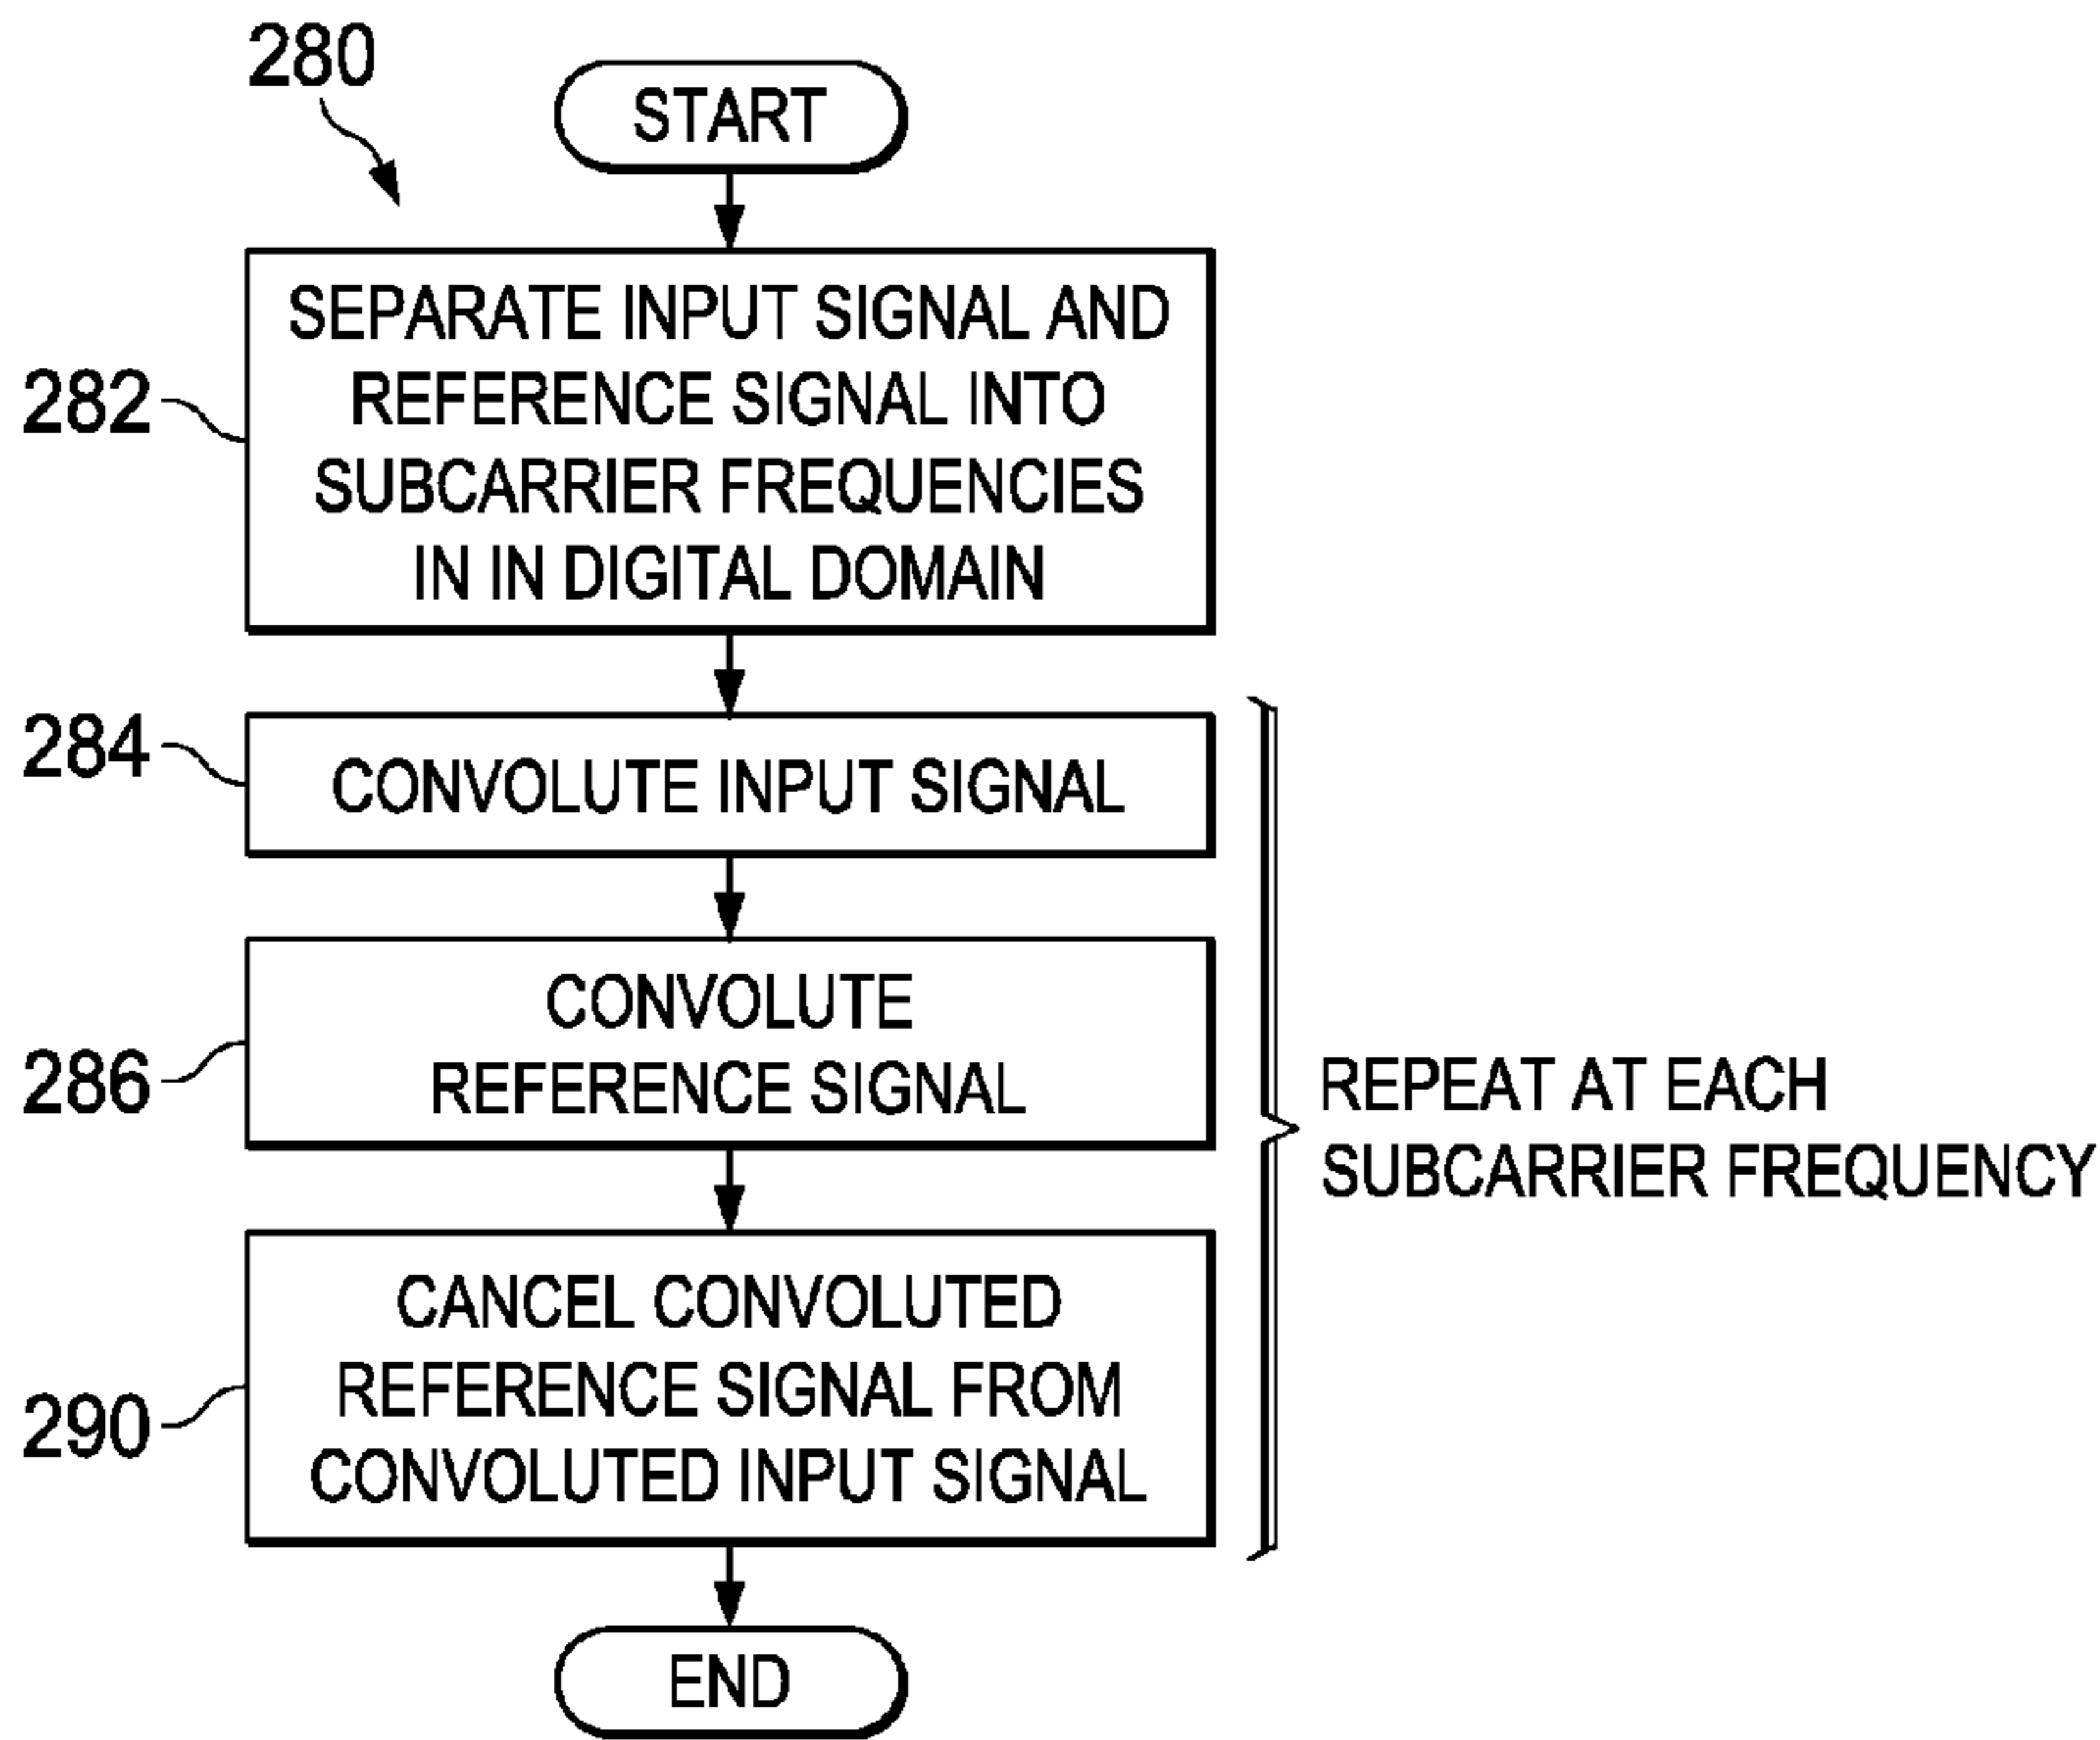 280
START
SEPARATE INPUT SIGNAL AND
REFERENCE SIGNAL INTO
SUBCARRIER FREQUENCIES
IN IN DIGITAL DOMAIN
282
284
CONVOLUTE INPUT SIGNAL
CONVOLUTE
REFERENCE SIGNAL
286
REPEAT AT EACH
SUBCARRIER FREQUENCY
CANCEL CONVOLUTED
REFERENCE SIGNAL FROM
CONVOLUTED INPUT SIGNAL
290
END